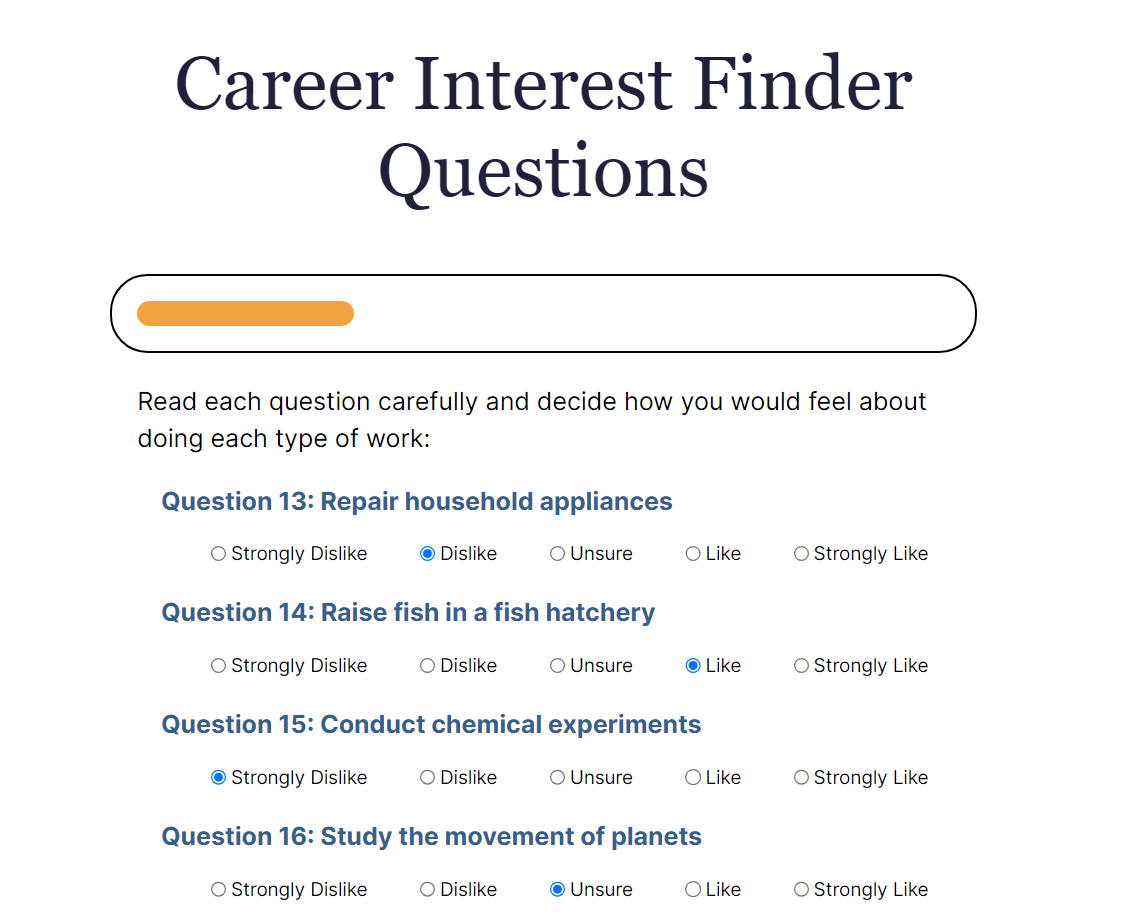 Career Interest Finder
Questions
Read each question carefully and decide how you would feel about
doing each type of work:
Question 13: Repair household appliances
Strongly Dislike Dislike Unsure Like Strongly Like
Question 14: Raise fish in a fish hatchery
Strongly Dislike Dislike Unsure Like Strongly Like
Question 15: Conduct chemical experiments
Strongly Dislike Dislike Unsure Like Strongly Like
Question 16: Study the movement of planets
Strongly Dislike Dislike Unsure Like Strongly Like